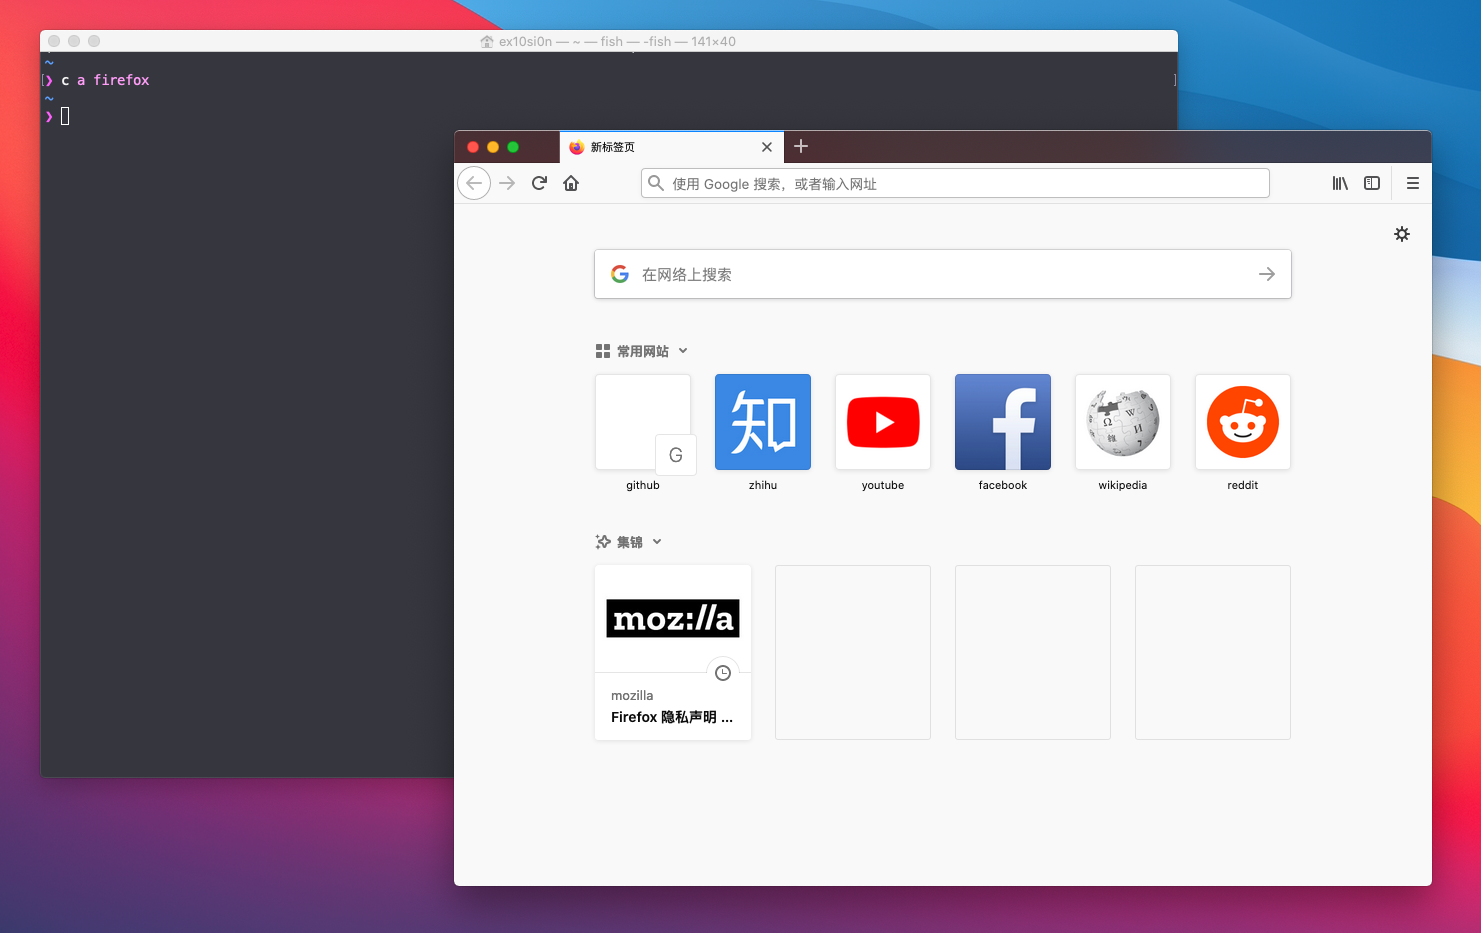 ex10si0n — ~ — fish — -fish — 141×40
~
[❯ c a firefox ]
~
❯
新标签页
使用 Google 搜索，或者输入网址
在网络上搜索
常用网站
G
知
github
zhihu
youtube
facebook
wikipedia
reddit
集锦
moz://a
mozilla
Firefox 隐私声明 ...